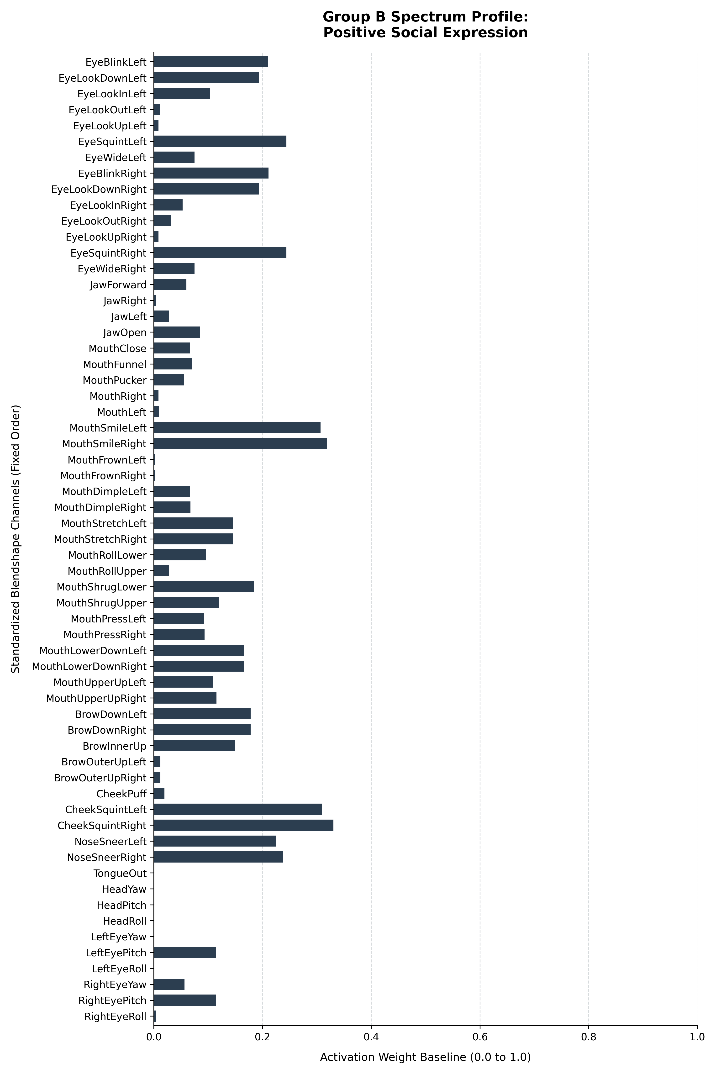 Group B Spectrum Profile:
Positive Social Expression
Standardized Blendshape Channels (Fixed Order)
EyeBlinkLeft
EyeLookDownLeft
EyeLookInLeft
EyeLookOutLeft
EyeLookUpLeft
EyeSquintLeft
EyeWideLeft
EyeBlinkRight
EyeLookDownRight
EyeLookInRight
EyeLookOutRight
EyeLookUpRight
EyeSquintRight
EyeWideRight
JawForward
JawRight
JawLeft
JawOpen
MouthClose
MouthFunnel
MouthPucker
MouthRight
MouthLeft
MouthSmileLeft
MouthSmileRight
MouthFrownLeft
MouthFrownRight
MouthDimpleLeft
MouthDimpleRight
MouthStretchLeft
MouthStretchRight
MouthRollLower
MouthRollUpper
MouthShrugLower
MouthShrugUpper
MouthPressLeft
MouthPressRight
MouthLowerDownLeft
MouthLowerDownRight
MouthUpperUpLeft
MouthUpperUpRight
BrowDownLeft
BrowDownRight
BrowInnerUp
BrowOuterUpLeft
BrowOuterUpRight
CheekPuff
CheekSquintLeft
CheekSquintRight
NoseSneerLeft
NoseSneerRight
TongueOut
HeadYaw
HeadPitch
HeadRoll
LeftEyeYaw
LeftEyePitch
LeftEyeRoll
RightEyeYaw
RightEyePitch
RightEyeRoll
0.0 0.2 0.4 0.6 0.8 1.0
Activation Weight Baseline (0.0 to 1.0)